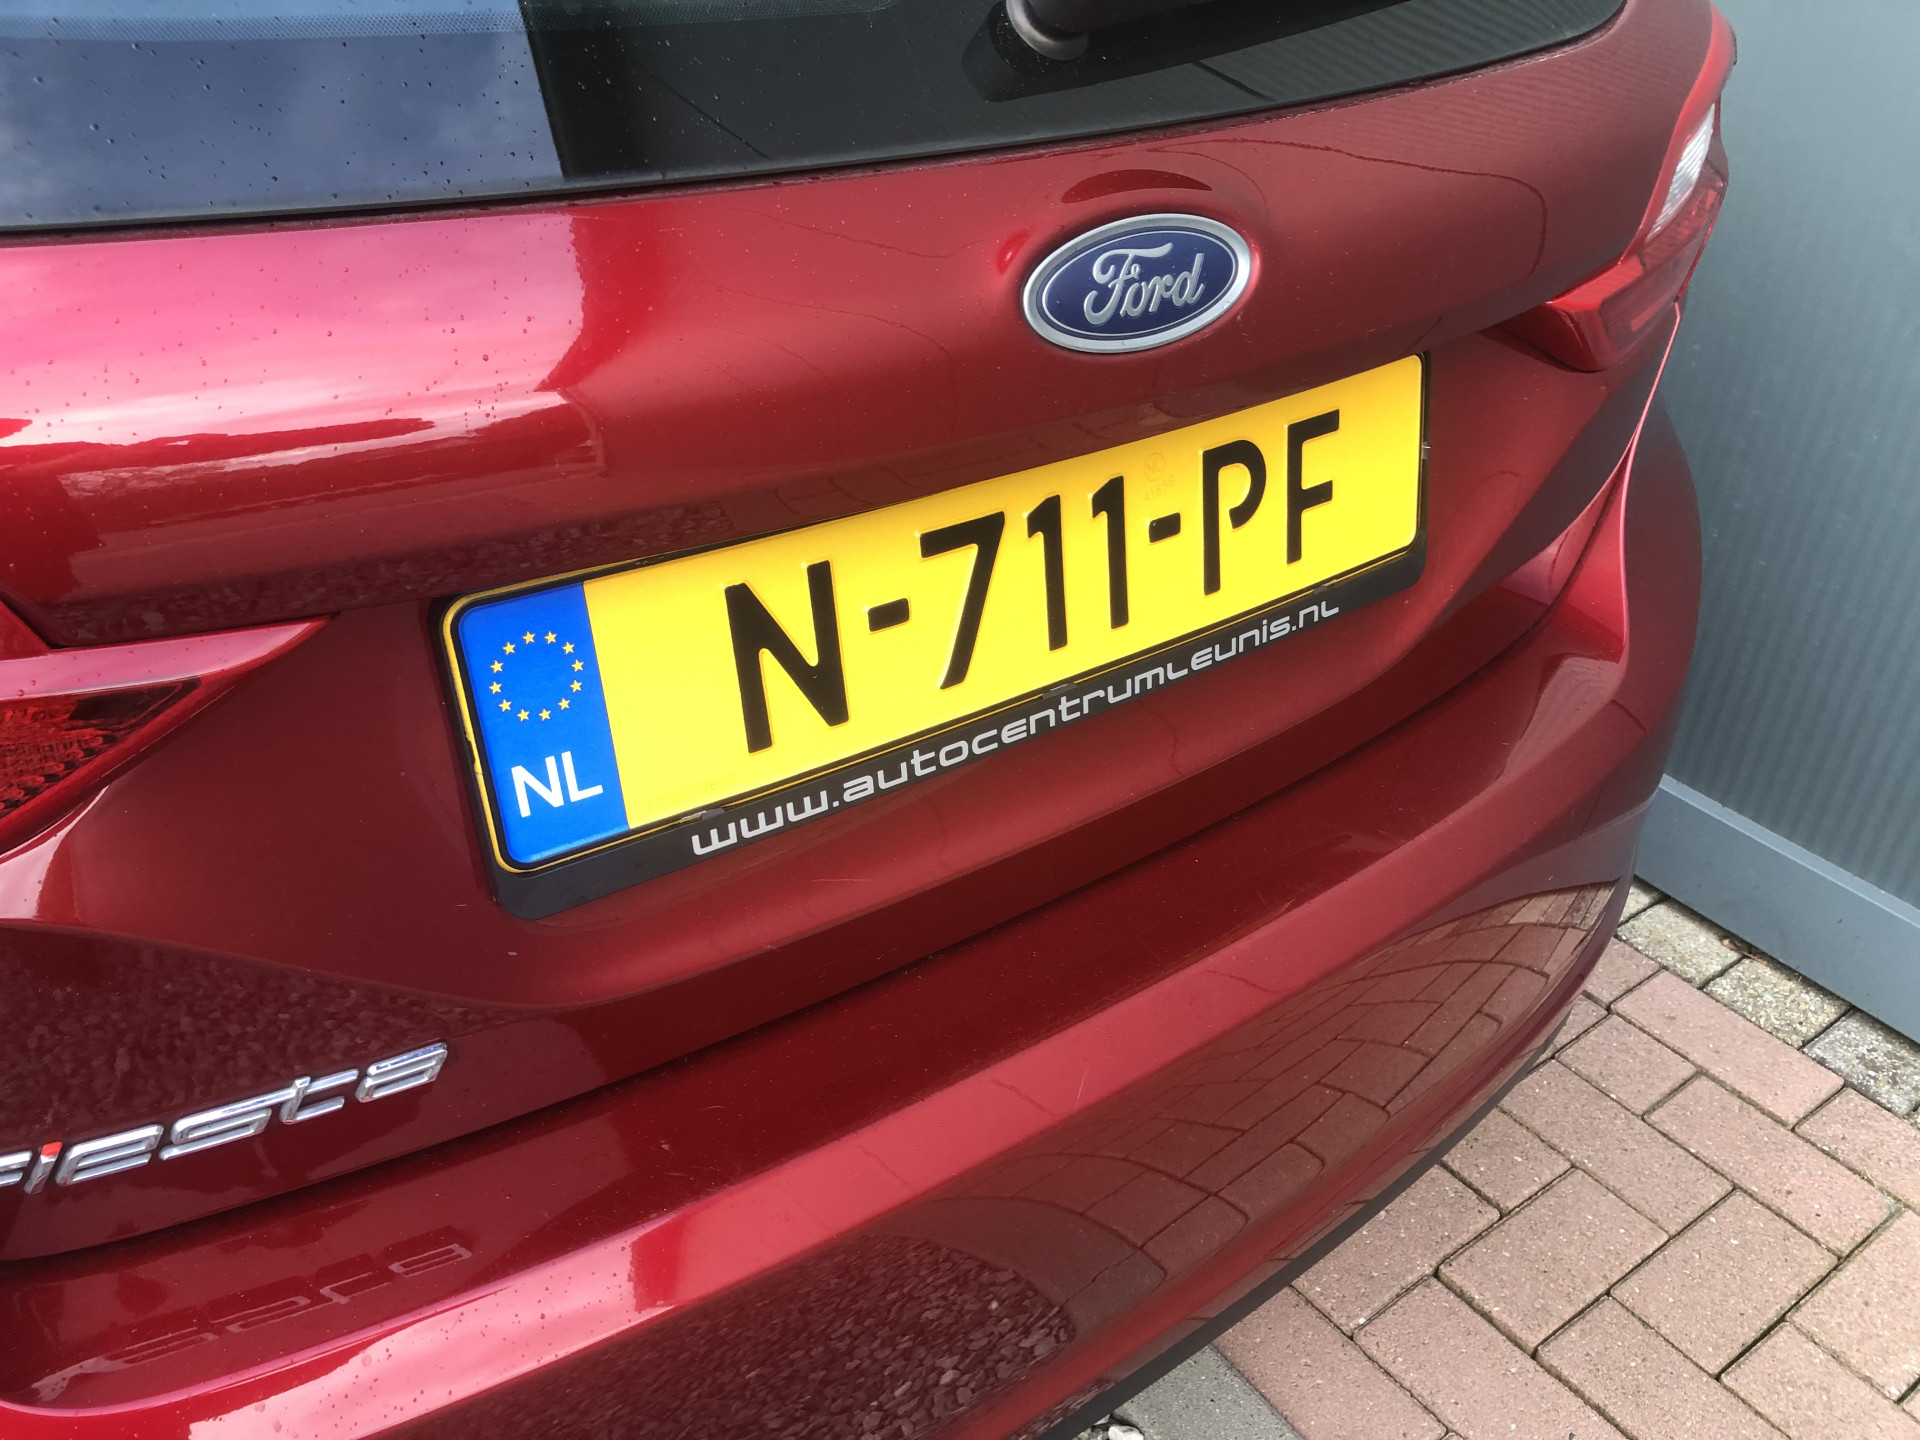 Ford
N-711-PF
NL
www.autocentrumleunis.nl
Fiesta